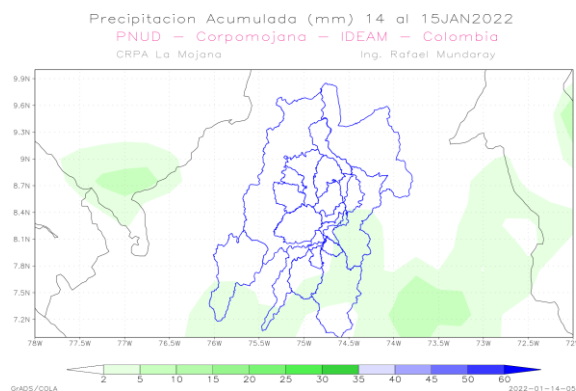 Precipitacion Acumulada (mm) 14 al 15JAN2022
PNUD – Corpomojana – IDEAM – Colombia
CRPA La Mojana Ing. Rafael Mundaray
9.9N
9.6N
9.3N
9N
8.7N
8.4N
8.1N
7.8N
7.5N
7.2N
78W 77.5W 77W 76.5W 76W 75.5W 75W 74.5W 74W 73.5W 73W 72.5W 72W
2 5 10 15 20 25 30 35 40 45 50 60
GrADS/COLA 2022-01-14-05